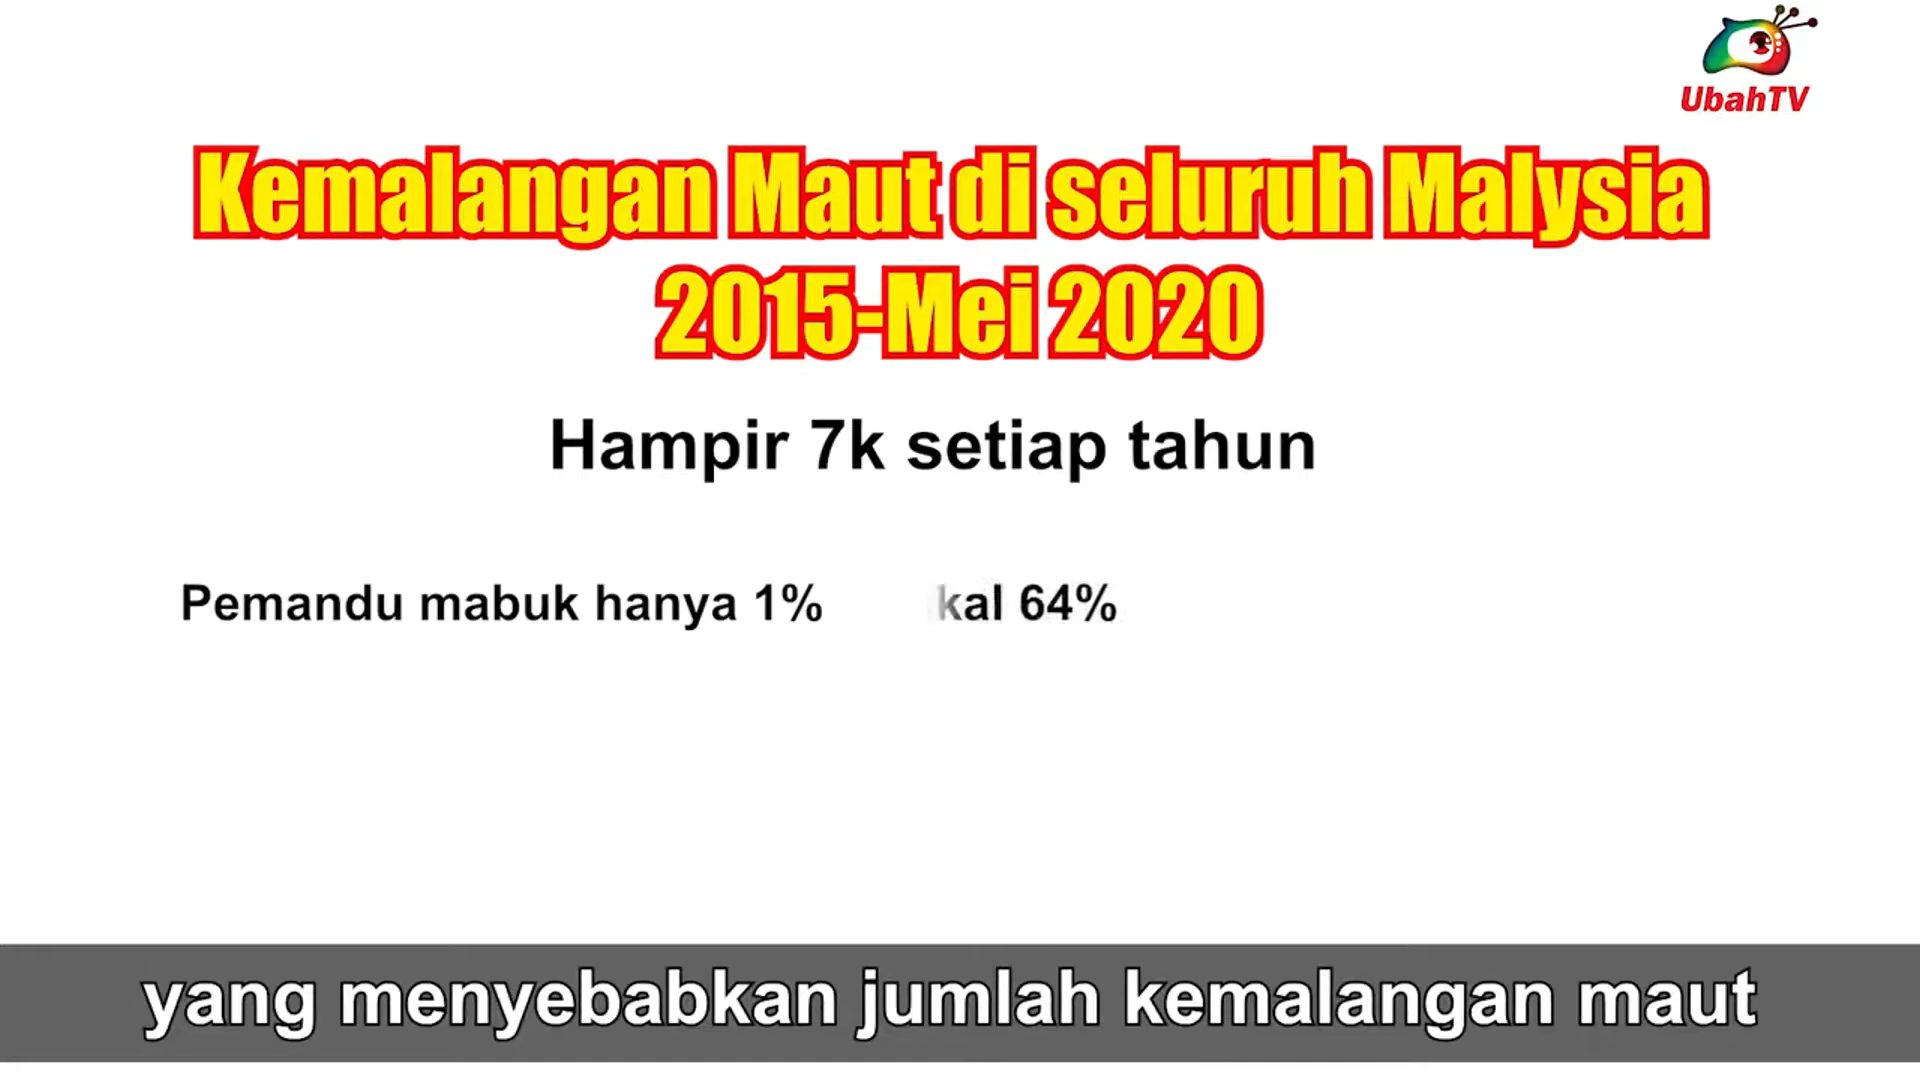 UbahTV
Kemalangan Maut di seluruh Malysia
2015-Mei 2020
Hampir 7k setiap tahun
Pemandu mabuk hanya 1% kal 64%
yang menyebabkan jumlah kemalangan maut